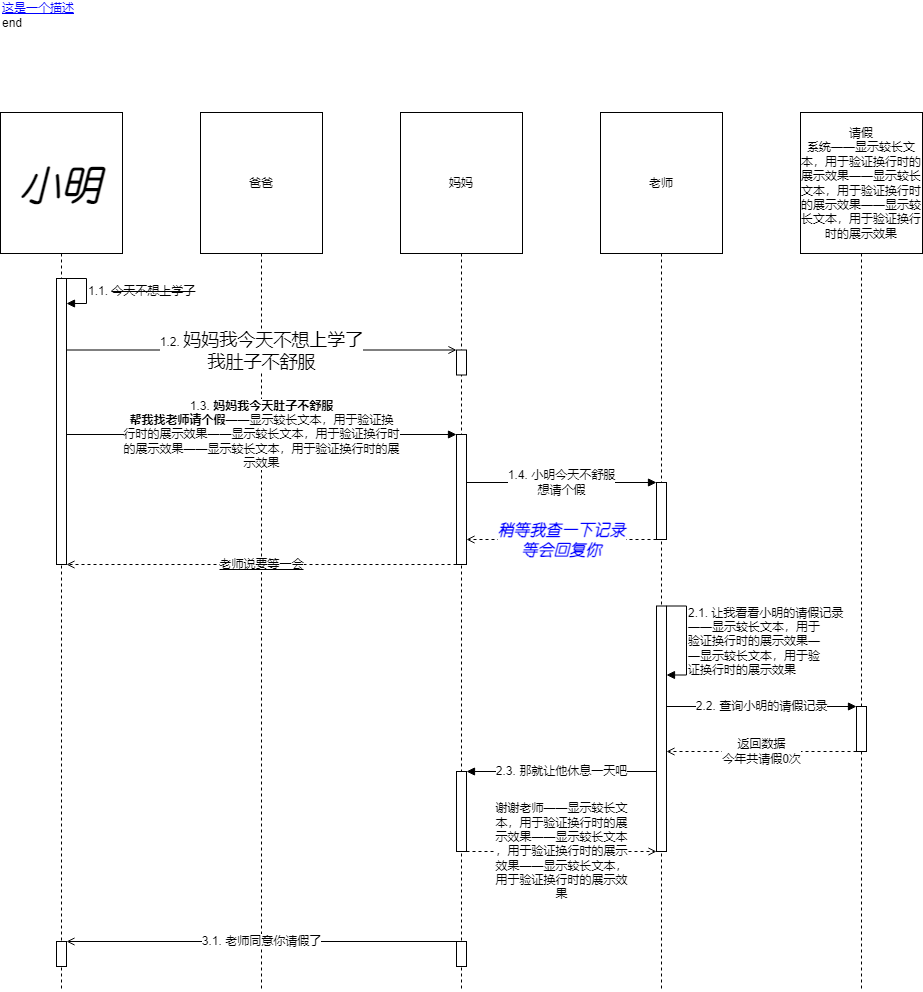 这是一个描述
end
小明
爸爸
妈妈
老师
请假
系统——显示较长文
本，用于验证换行时的
展示效果——显示较长
文本，用于验证换行时
的展示效果——显示较
长文本，用于验证换行
时的展示效果
1.1. 今天不想上学了
1.2. 妈妈我今天不想上学了
我肚子不舒服
1.3. 妈妈我今天肚子不舒服
帮我找老师请个假——显示较长文本，用于验证换
行时的展示效果——显示较长文本，用于验证换行时
的展示效果——显示较长文本，用于验证换行时的展
示效果
1.4. 小明今天不舒服
想请个假
稍等我查一下记录
等会回复你
老师说要等一会
2.1. 让我看看小明的请假记录
——显示较长文本，用于
验证换行时的展示效果—
—显示较长文本，用于验
证换行时的展示效果
2.2. 查询小明的请假记录
返回数据
今年共请假0次
2.3. 那就让他休息一天吧
谢谢老师——显示较长文
本，用于验证换行时的展
示效果——显示较长文本
，用于验证换行时的展示
效果——显示较长文本，
用于验证换行时的展示效
果
3.1. 老师同意你请假了